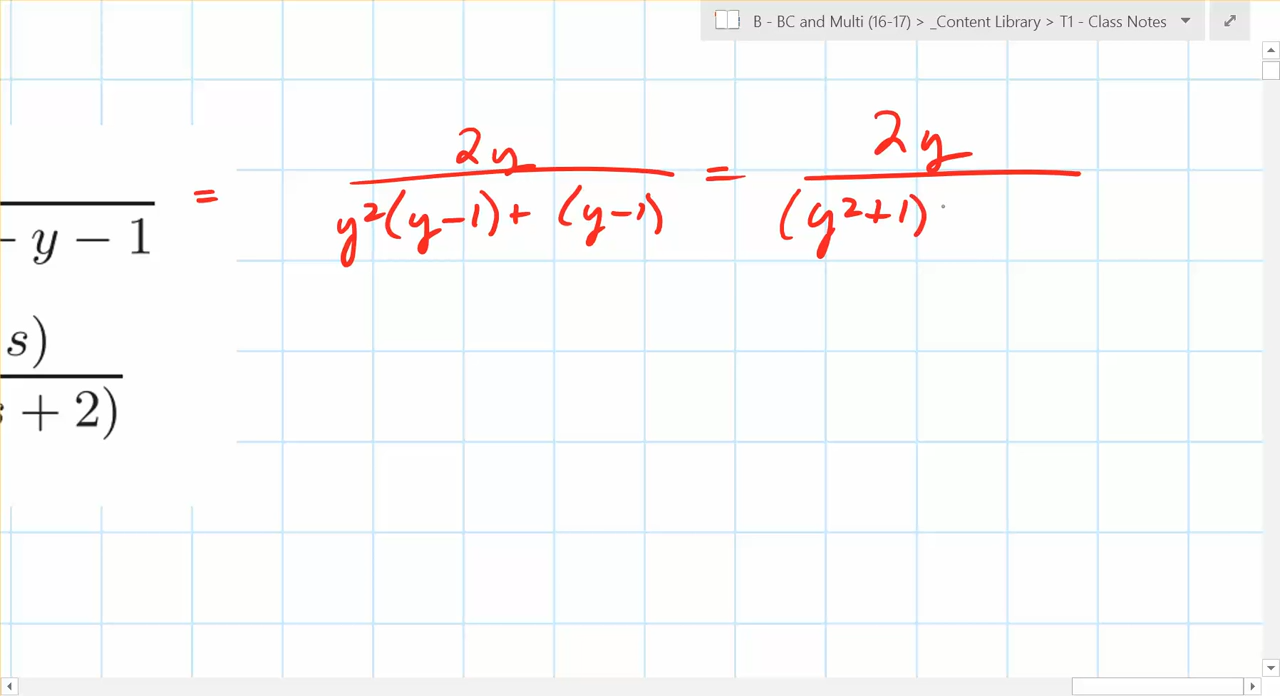 B - BC and Multi (16-17) > _Content Library > T1 - Class Notes
= 2y / y²(y-1) + (y-1) = 2y / (y²+1)
- y - 1
s)
+ 2)